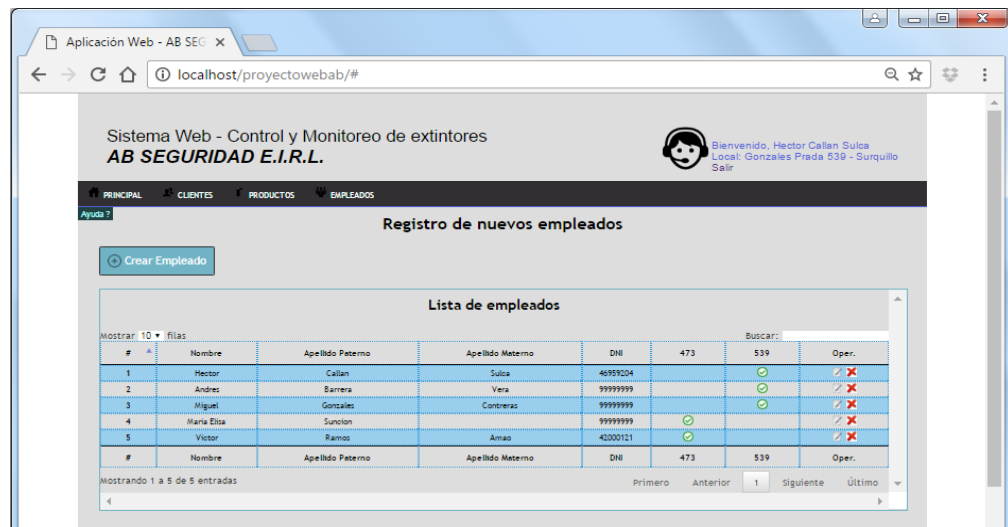 Aplicación Web - AB SEG
localhost/proyectowebab/#
Sistema Web - Control y Monitoreo de extintores
AB SEGURIDAD E.I.R.L.
Bienvenido, Hector Callan Sulca
Local: Gonzales Prada 539 - Surquillo
Salir
PRINCIPAL CLIENTES PRODUCTOS EMPLEADOS
Ayuda ?
Registro de nuevos empleados
Crear Empleado
Lista de empleados
Mostrar 10 filas Buscar:
# Nombre Apellido Paterno Apellido Materno DNI 473 539 Oper.
1 Hector Callan Sulca 46959204
2 Andres Barrera Vera 99999999
3 Miguel Gonzales Contreras 99999999
4 Maria Elisa Suncion 99999999
5 Victor Ramos Amao 42000121
# Nombre Apellido Paterno Apellido Materno DNI 473 539 Oper.
Mostrando 1 a 5 de 5 entradas Primero Anterior 1 Siguiente Último